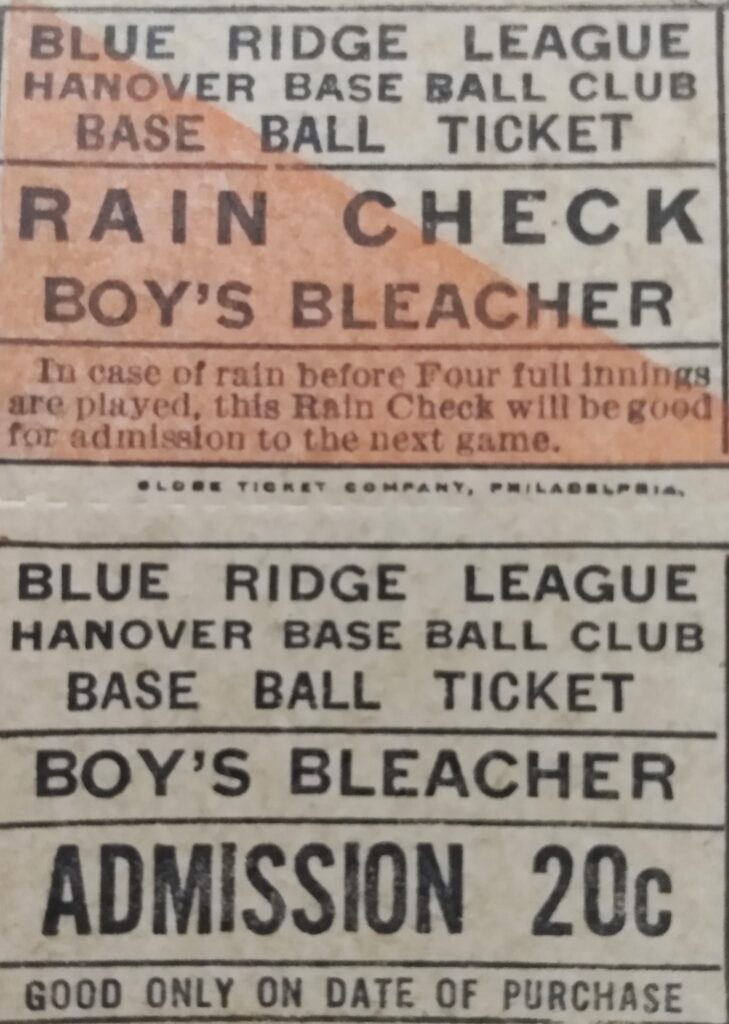 BLUE RIDGE LEAGUE
HANOVER BASE BALL CLUB
BASE BALL TICKET
RAIN CHECK
BOY'S BLEACHER
In case of rain before Four full innings
are played, this Rain Check will be good
for admission to the next game.
GLOBE TICKET COMPANY, PHILADELPHIA.
BLUE RIDGE LEAGUE
HANOVER BASE BALL CLUB
BASE BALL TICKET
BOY'S BLEACHER
ADMISSION 20c
GOOD ONLY ON DATE OF PURCHASE